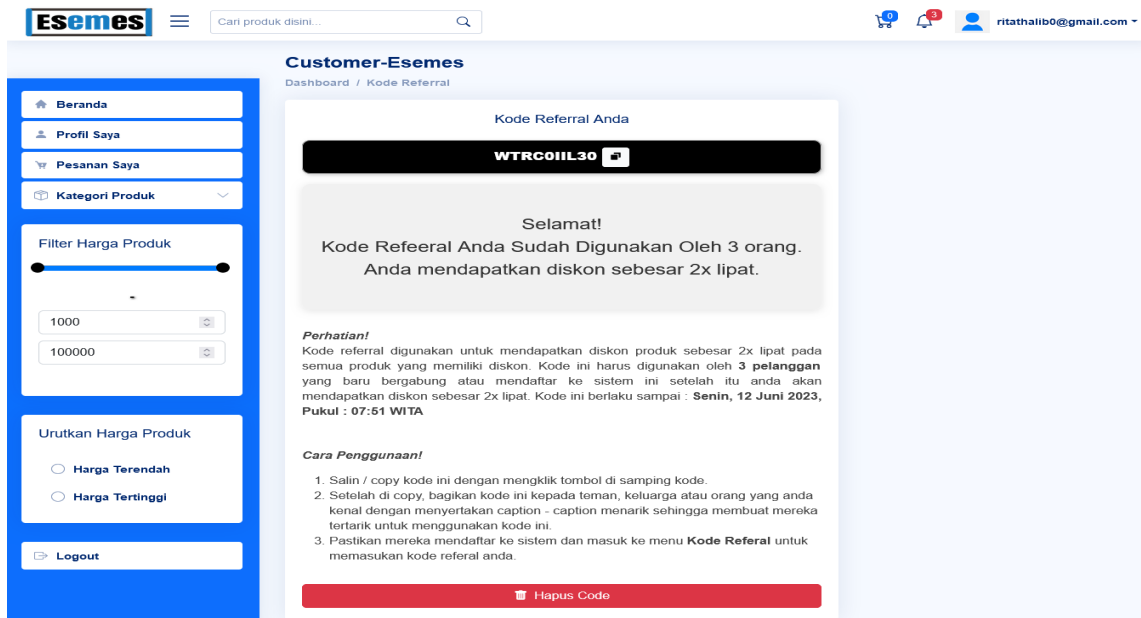 Esemes
Cari produk disini...
0
3
ritathalib0@gmail.com
Customer-Esemes
Dashboard / Kode Referral
Beranda
Profil Saya
Pesanan Saya
Kategori Produk
Filter Harga Produk
-
1000
100000
Urutkan Harga Produk
Harga Terendah
Harga Tertinggi
Logout
Kode Referral Anda
WTRC0IIL30
Selamat!
Kode Refeeral Anda Sudah Digunakan Oleh 3 orang.
Anda mendapatkan diskon sebesar 2x lipat.
Perhatian!
Kode referral digunakan untuk mendapatkan diskon produk sebesar 2x lipat pada
semua produk yang memiliki diskon. Kode ini harus digunakan oleh 3 pelanggan
yang baru bergabung atau mendaftar ke sistem ini setelah itu anda akan
mendapatkan diskon sebesar 2x lipat. Kode ini berlaku sampai : Senin, 12 Juni 2023,
Pukul : 07:51 WITA
Cara Penggunaan!
1. Salin / copy kode ini dengan mengklik tombol di samping kode.
2. Setelah di copy, bagikan kode ini kepada teman, keluarga atau orang yang anda
kenal dengan menyertakan caption - caption menarik sehingga membuat mereka
tertarik untuk menggunakan kode ini.
3. Pastikan mereka mendaftar ke sistem dan masuk ke menu Kode Referal untuk
memasukan kode referal anda.
Hapus Code